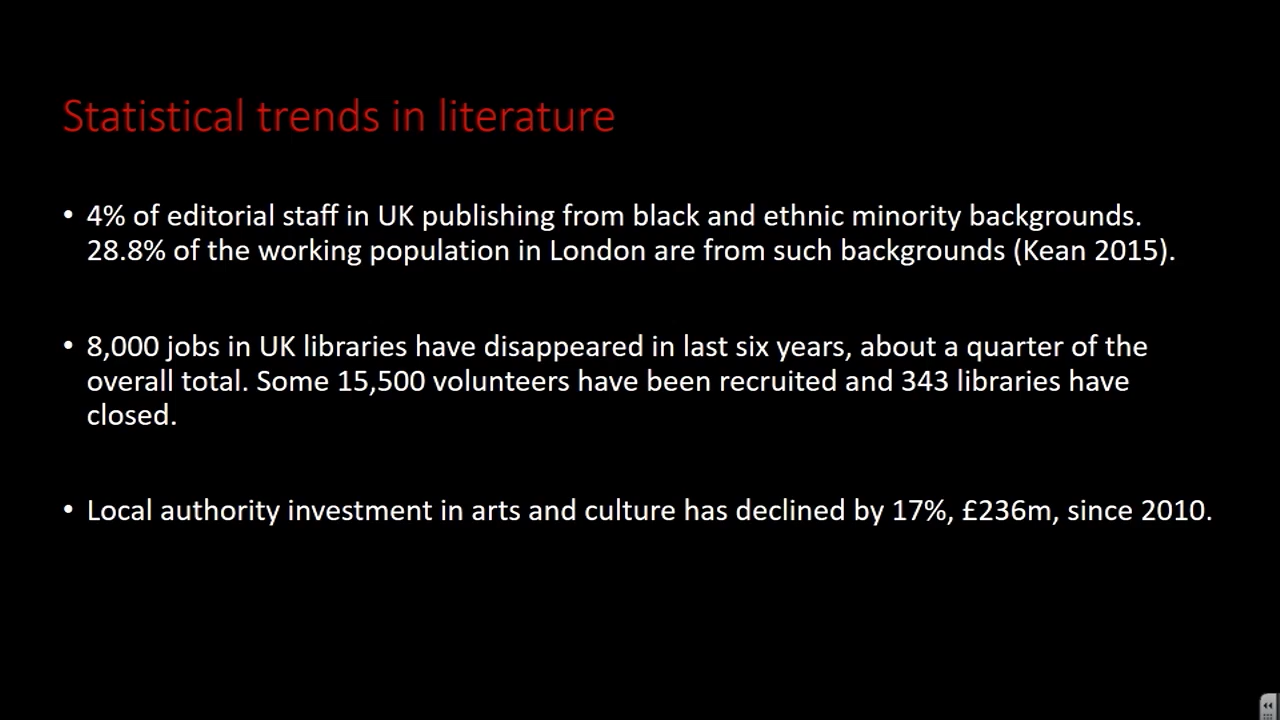 Statistical trends in literature
• 4% of editorial staff in UK publishing from black and ethnic minority backgrounds.
28.8% of the working population in London are from such backgrounds (Kean 2015).
• 8,000 jobs in UK libraries have disappeared in last six years, about a quarter of the
overall total. Some 15,500 volunteers have been recruited and 343 libraries have
closed.
• Local authority investment in arts and culture has declined by 17%, £236m, since 2010.